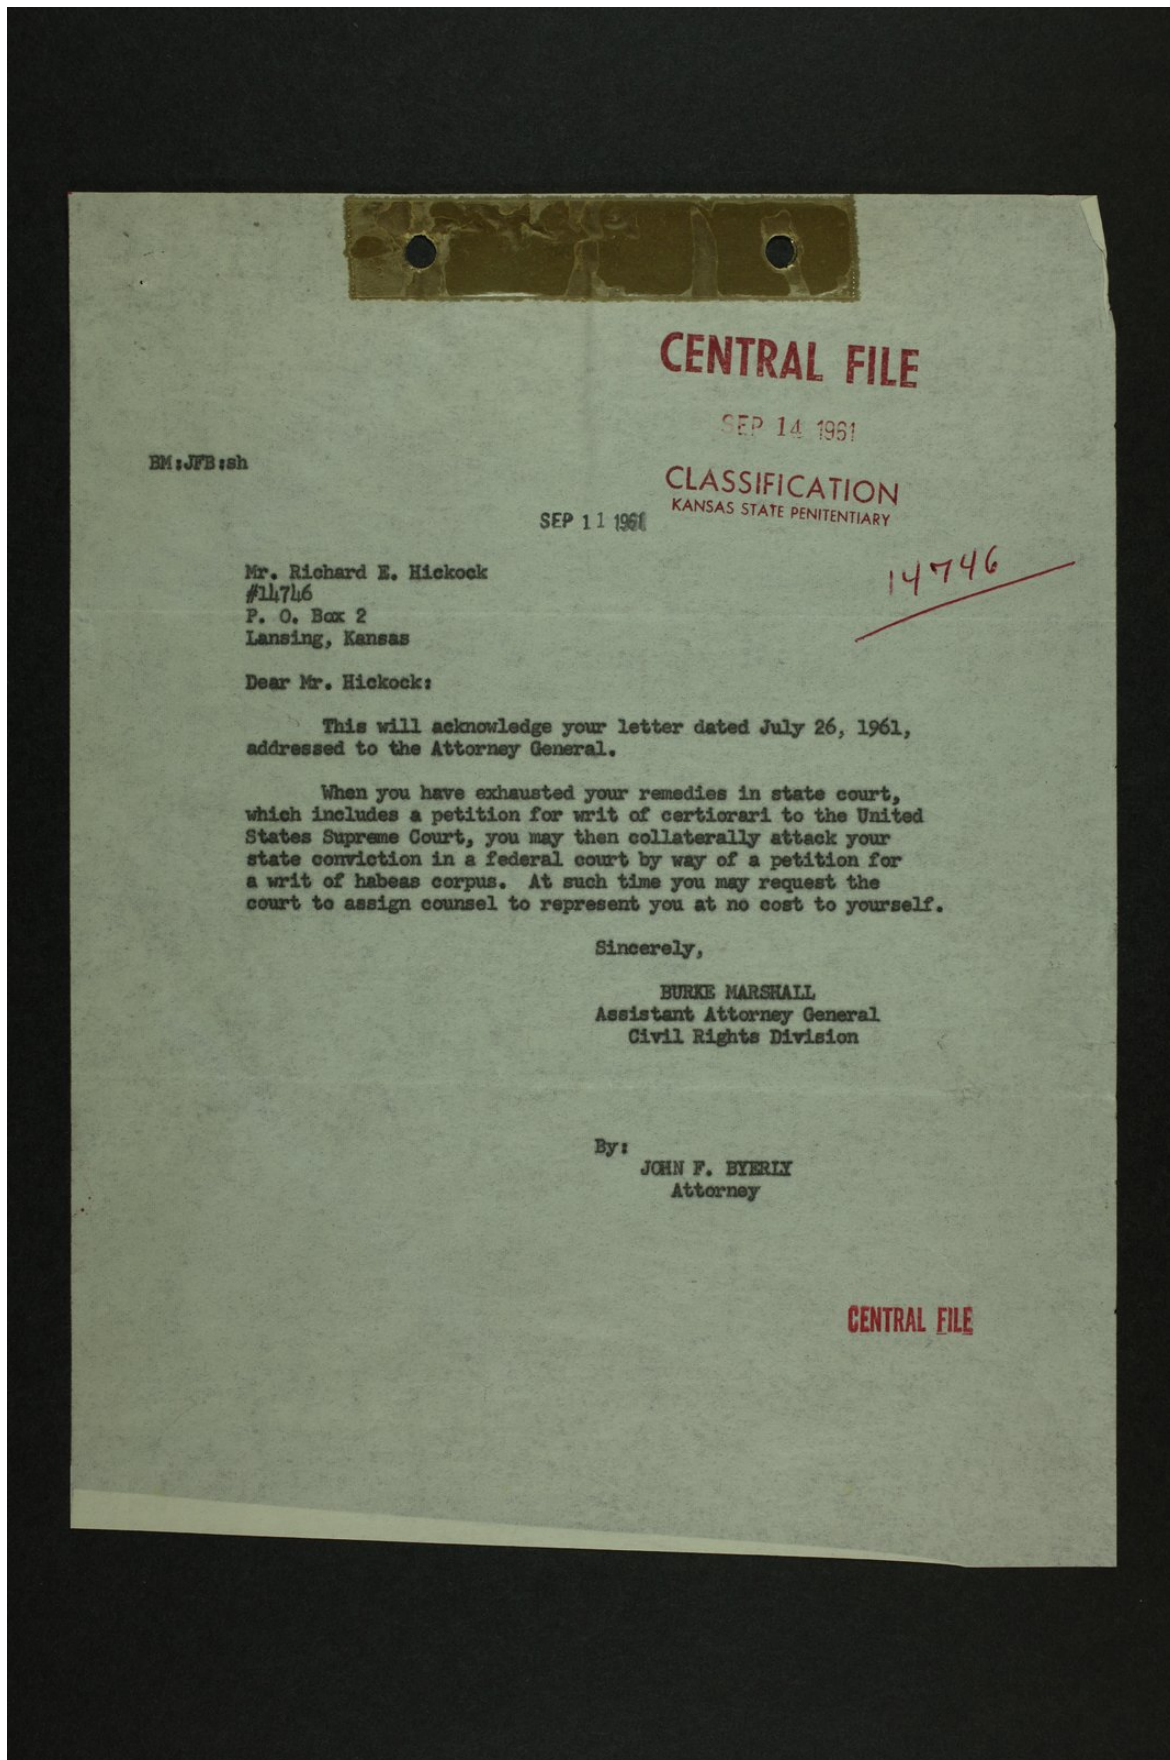 CENTRAL FILE
SEP 14 1961
BM:JFB:sh
CLASSIFICATION
KANSAS STATE PENITENTIARY
SEP 11 1961
14746
Mr. Richard E. Hickock
#14746
P. O. Box 2
Lansing, Kansas
Dear Mr. Hickock:
This will acknowledge your letter dated July 26, 1961,
addressed to the Attorney General.
When you have exhausted your remedies in state court,
which includes a petition for writ of certiorari to the United
States Supreme Court, you may then collaterally attack your
state conviction in a federal court by way of a petition for
a writ of habeas corpus. At such time you may request the
court to assign counsel to represent you at no cost to yourself.
Sincerely,
BURKE MARSHALL
Assistant Attorney General
Civil Rights Division
By:
JOHN F. BYERLY
Attorney
CENTRAL FILE